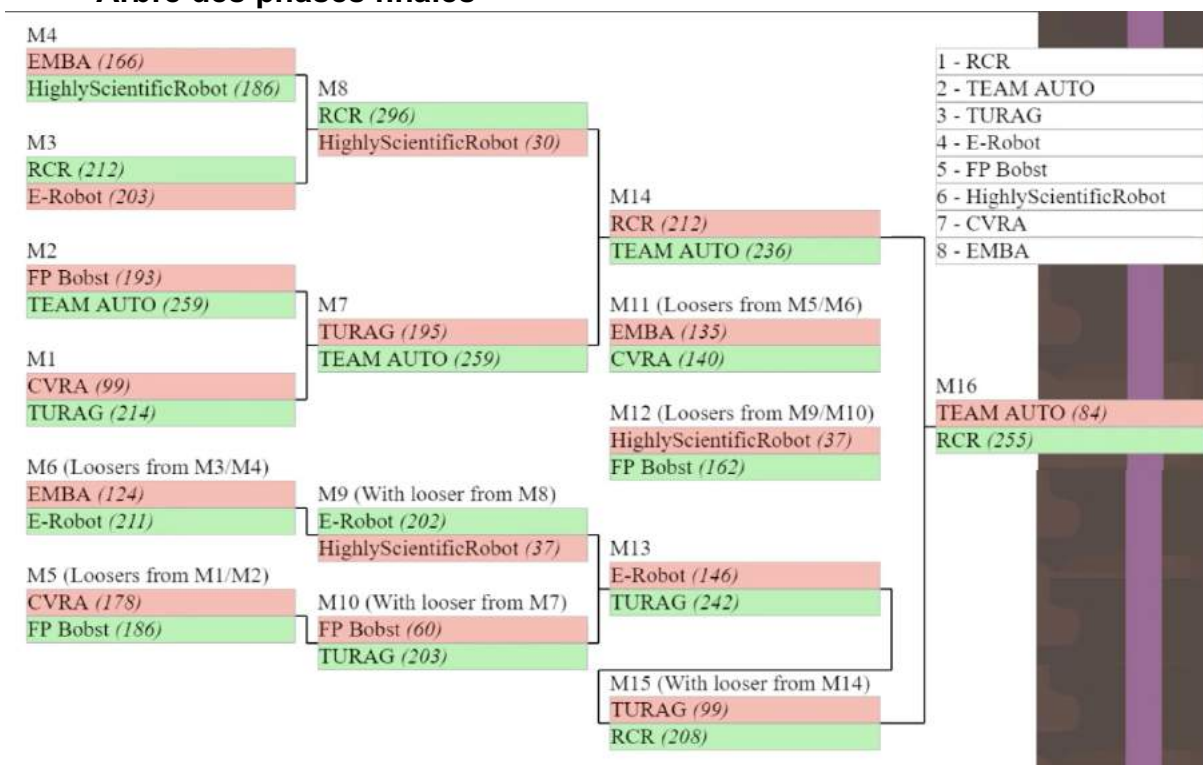 Arbre des phases finales
M4
EMBA (166)
HighlyScientificRobot (186)
M3
RCR (212)
E-Robot (203)
M2
FP Bobst (193)
TEAM AUTO (259)
M1
CVRA (99)
TURAG (214)
M6 (Loosers from M3/M4)
EMBA (124)
E-Robot (211)
M5 (Loosers from M1/M2)
CVRA (178)
FP Bobst (186)
M8
RCR (296)
HighlyScientificRobot (30)
M7
TURAG (195)
TEAM AUTO (259)
M9 (With looser from M8)
E-Robot (202)
HighlyScientificRobot (37)
M10 (With looser from M7)
FP Bobst (60)
TURAG (203)
M14
RCR (212)
TEAM AUTO (236)
M11 (Loosers from M5/M6)
EMBA (135)
CVRA (140)
M12 (Loosers from M9/M10)
HighlyScientificRobot (37)
FP Bobst (162)
M13
E-Robot (146)
TURAG (242)
M15 (With looser from M14)
TURAG (99)
RCR (208)
1 - RCR
2 - TEAM AUTO
3 - TURAG
4 - E-Robot
5 - FP Bobst
6 - HighlyScientificRobot
7 - CVRA
8 - EMBA
M16
TEAM AUTO (84)
RCR (255)